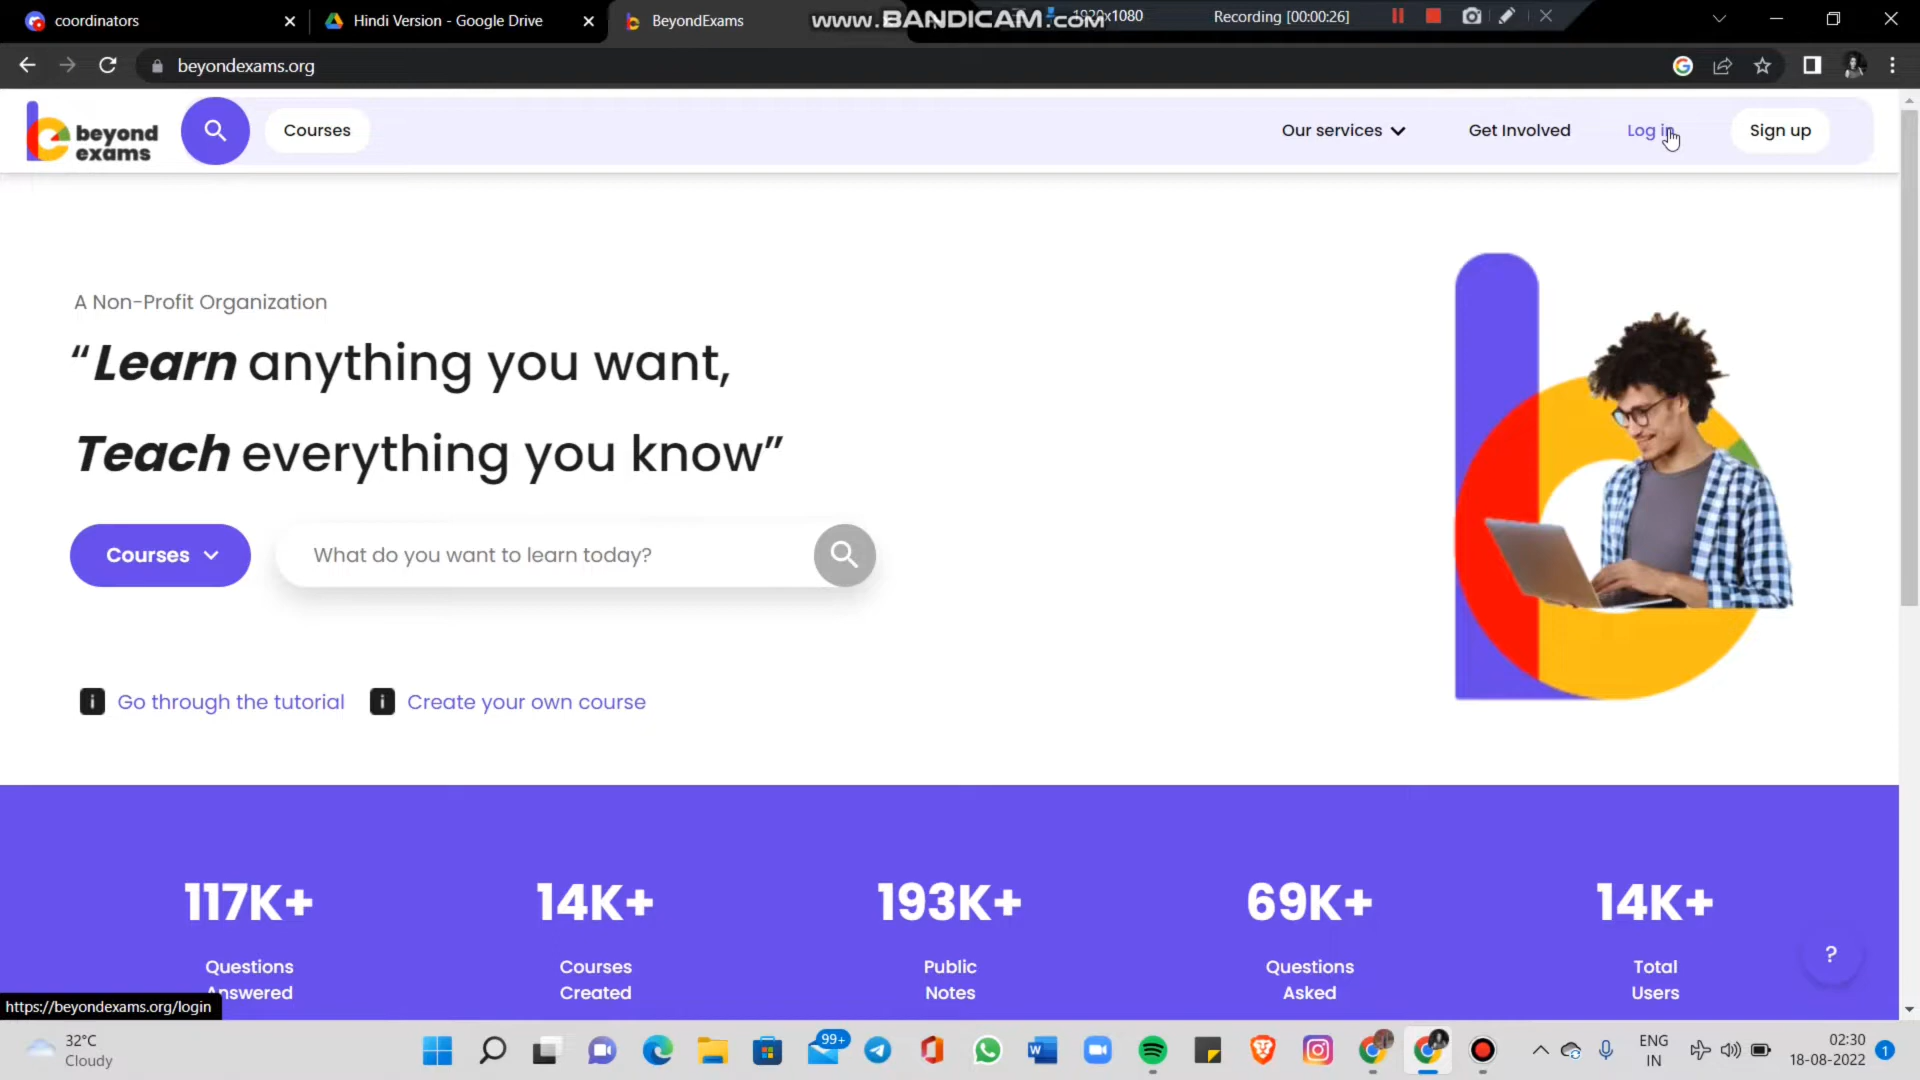 coordinators
Hindi Version - Google Drive
BeyondExams
www.BANDICAM.com
1920x1080
Recording [00:00:26]
beyondexams.org
beyond
exams
Courses
Our services
Get Involved
Log in
Sign up
A Non-Profit Organization
“Learn anything you want,
Teach everything you know”
Courses
What do you want to learn today?
i Go through the tutorial
i Create your own course
117K+
14K+
193K+
69K+
14K+
Questions
Answered
Courses
Created
Public
Notes
Questions
Asked
Total
Users
?
https://beyondexams.org/login
32°C
Cloudy
99+
ENG
IN
02:30
18-08-2022
1